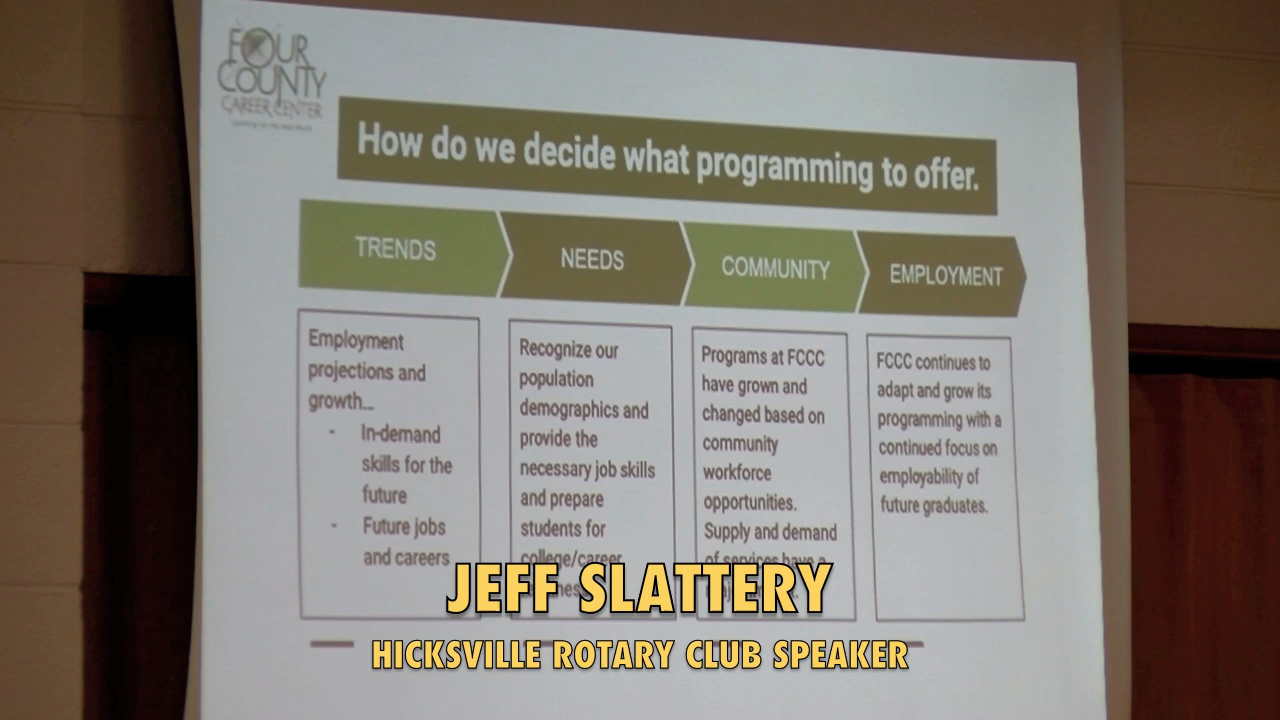 FOUR
COUNTY
CAREER CENTER
How do we decide what programming to offer.
TRENDS
NEEDS
COMMUNITY
EMPLOYMENT
Employment
projections and
growth...
- In-demand
skills for the
future
- Future jobs
and careers
Recognize our
population
demographics and
provide the
necessary job skills
and prepare
students for
college/career
Programs at FCCC
have grown and
changed based on
community
workforce
opportunities.
Supply and demand
of services have a
FCCC continues to
adapt and grow its
programming with a
continued focus on
employability of
future graduates.
JEFF SLATTERY
HICKSVILLE ROTARY CLUB SPEAKER